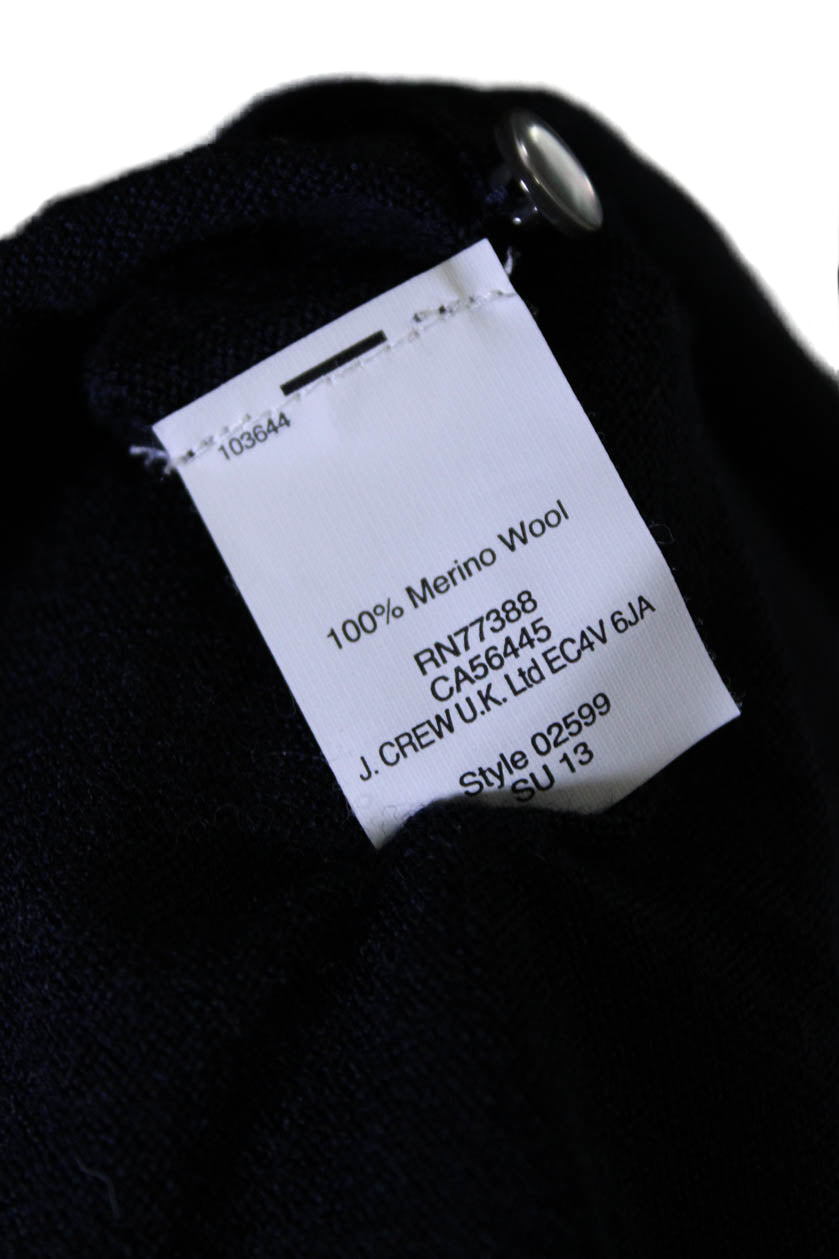 103644
100% Merino Wool
RN77388
CA56445
J. CREW U.K. Ltd EC4V 6JA
Style 02599
SU 13